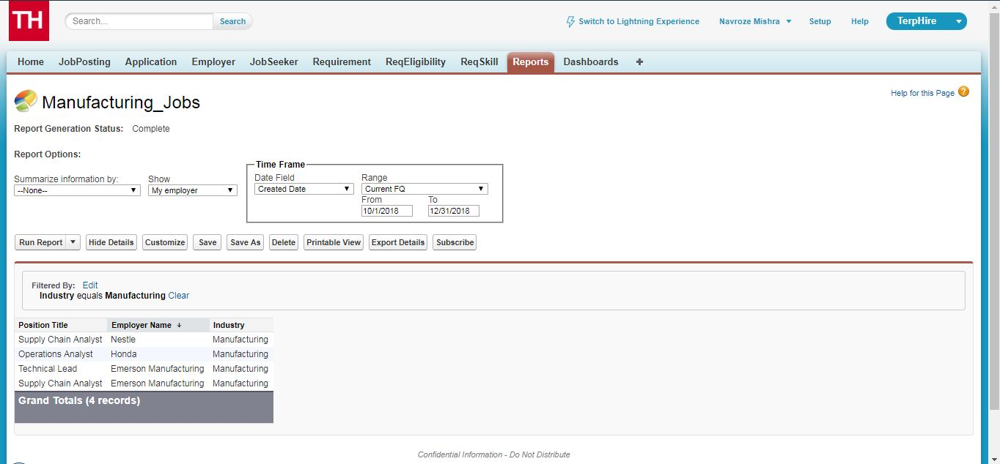 TH
Search...
Search
Switch to Lightning Experience
Navroze Mishra
Setup
Help
TerpHire
Home JobPosting Application Employer JobSeeker Requirement ReqEligibility ReqSkill Reports Dashboards +
Manufacturing_Jobs
Help for this Page ?
Report Generation Status: Complete
Report Options:
Time Frame
Summarize information by: Show Date Field Range
--None-- My employer Created Date Current FQ
From To
10/1/2018 12/31/2018
Run Report Hide Details Customize Save Save As Delete Printable View Export Details Subscribe
Filtered By: Edit
Industry equals Manufacturing Clear
Position Title Employer Name ↓ Industry
Supply Chain Analyst Nestle Manufacturing
Operations Analyst Honda Manufacturing
Technical Lead Emerson Manufacturing Manufacturing
Supply Chain Analyst Emerson Manufacturing Manufacturing
Grand Totals (4 records)
Confidential Information - Do Not Distribute